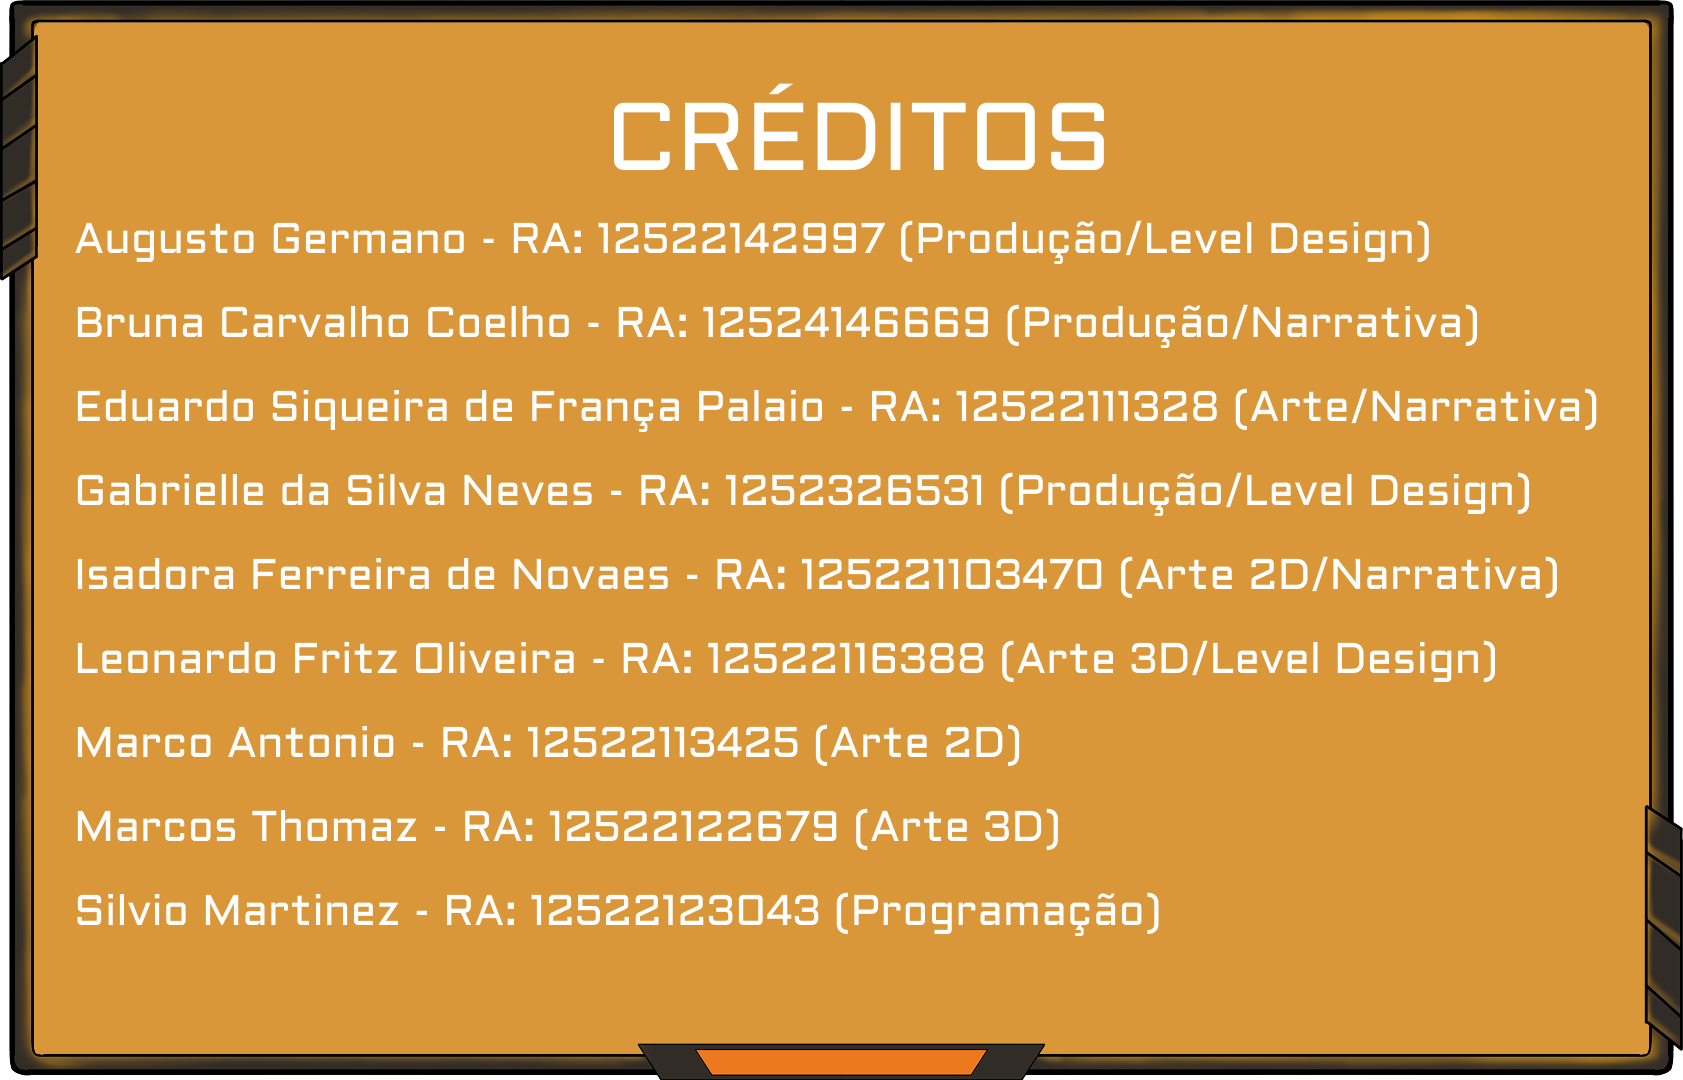 CRÉDITOS
Augusto Germano - RA: 12522142997 (Produção/Level Design)
Bruna Carvalho Coelho - RA: 12524146669 (Produção/Narrativa)
Eduardo Siqueira de França Palaio - RA: 12522111328 (Arte/Narrativa)
Gabrielle da Silva Neves - RA: 1252326531 (Produção/Level Design)
Isadora Ferreira de Novaes - RA: 125221103470 (Arte 2D/Narrativa)
Leonardo Fritz Oliveira - RA: 12522116388 (Arte 3D/Level Design)
Marco Antonio - RA: 12522113425 (Arte 2D)
Marcos Thomaz - RA: 12522122679 (Arte 3D)
Silvio Martinez - RA: 12522123043 (Programação)